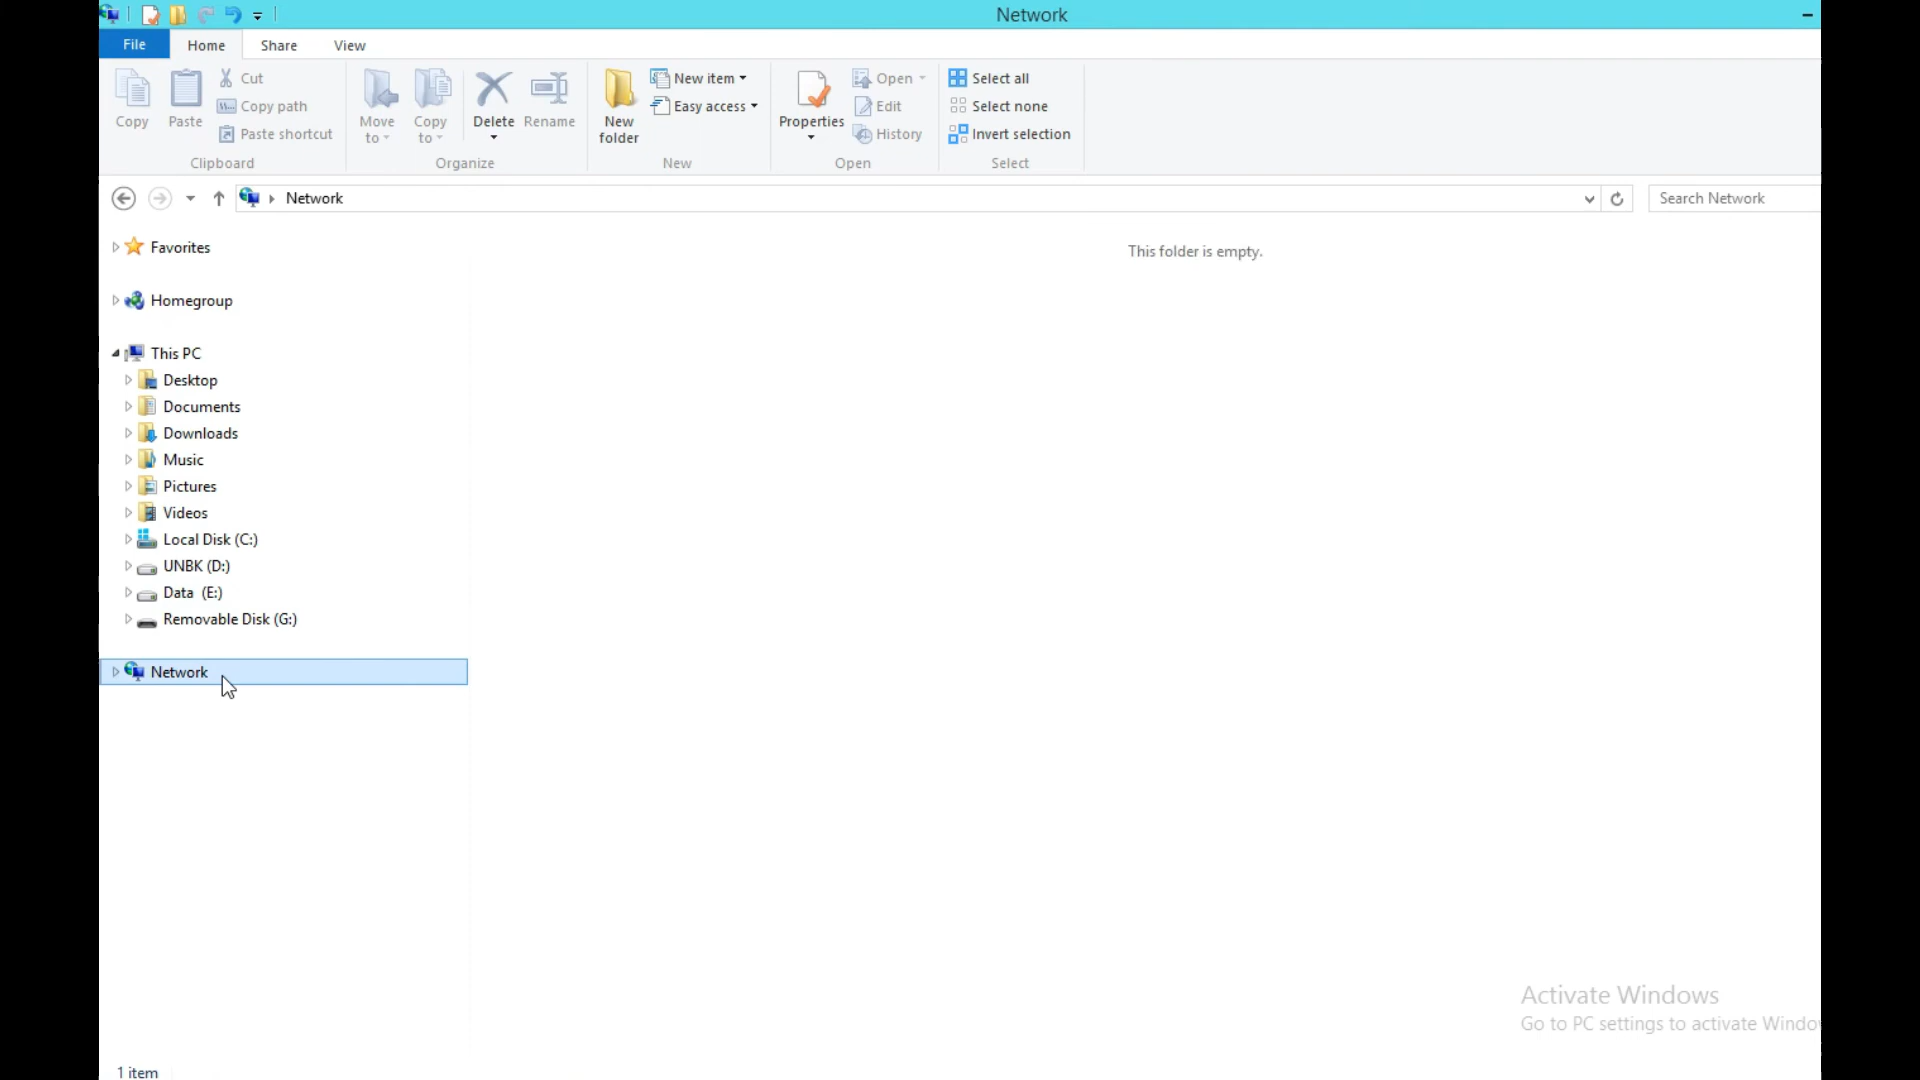 Network
File Home Share View
Copy
Paste
Cut
Copy path
Paste shortcut
Clipboard
Move to
Copy to
Delete
Rename
Organize
New folder
New item
Easy access
New
Properties
Open
Edit
History
Open
Select all
Select none
Invert selection
Select
Network
Search Network
Favorites
Homegroup
This PC
Desktop
Documents
Downloads
Music
Pictures
Videos
Local Disk (C:)
UNBK (D:)
Data (E:)
Removable Disk (G:)
Network
This folder is empty.
Activate Windows
Go to PC settings to activate Windo
1 item